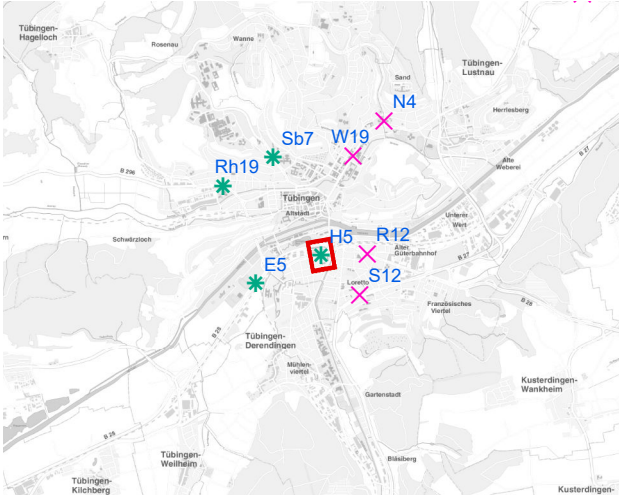 Tübingen-
Hagelloch
Rosenau
Wanne
Tübingen-
Lustnau
Sand
N4
Herrlesberg
W19
Sb7
B 27
B 296
Rh19
Alte
Weberei
Tübingen
Altstadt
Unterm
Wert
Schwärzloch
H5
R12
Alter
Güterbahnhof
B 27
E5
S12
Loretto
B 28
B 28
Französisches
Viertel
Tübingen-
Derendingen
Mühlen-
viertel
Kusterdingen-
Wankheim
Gartenstadt
B 28
Tübingen-
Weilheim
Bläsiberg
Tübingen-
Kilchberg
Kusterdingen-